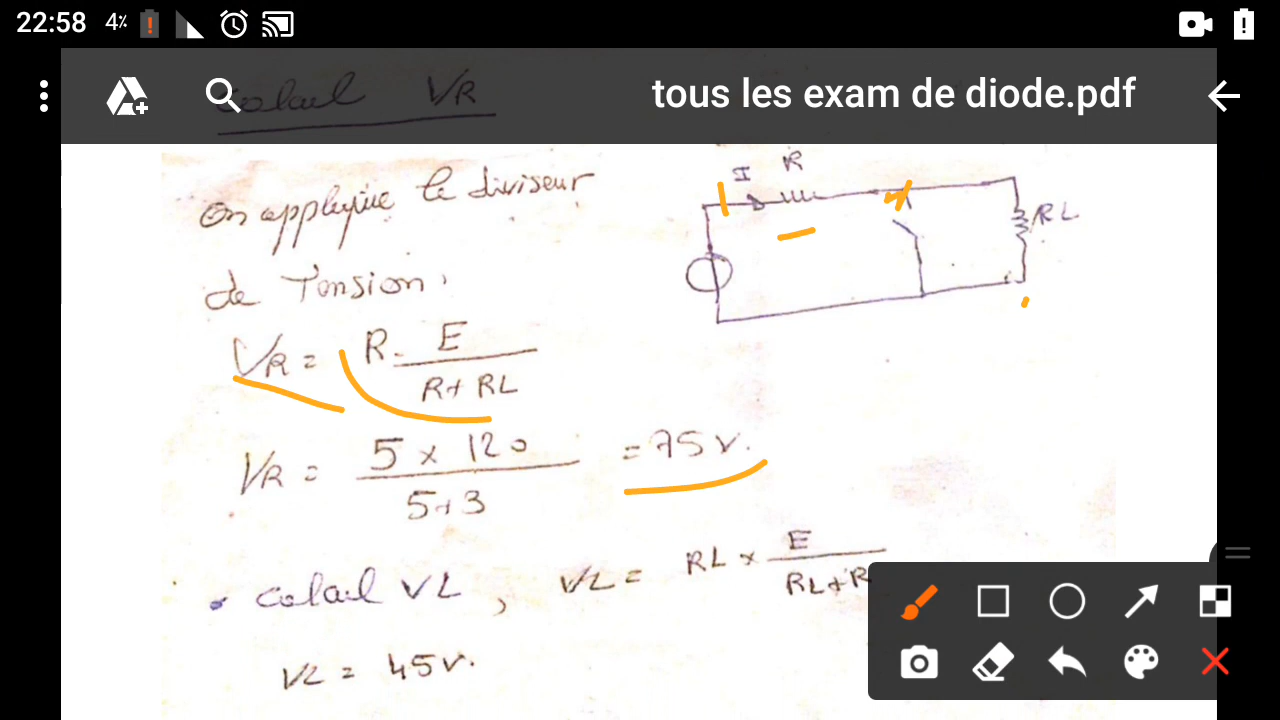 22:58 4%
tous les exam de diode.pdf
Calcul VR
On applique le diviseur
de Tension.
I R
RL
VR = R. E / R+RL
VR = 5 x 120 / 5+3 = 75 V.
• Calcul VL , VL = RL x E / RL+R
VL = 45 V.